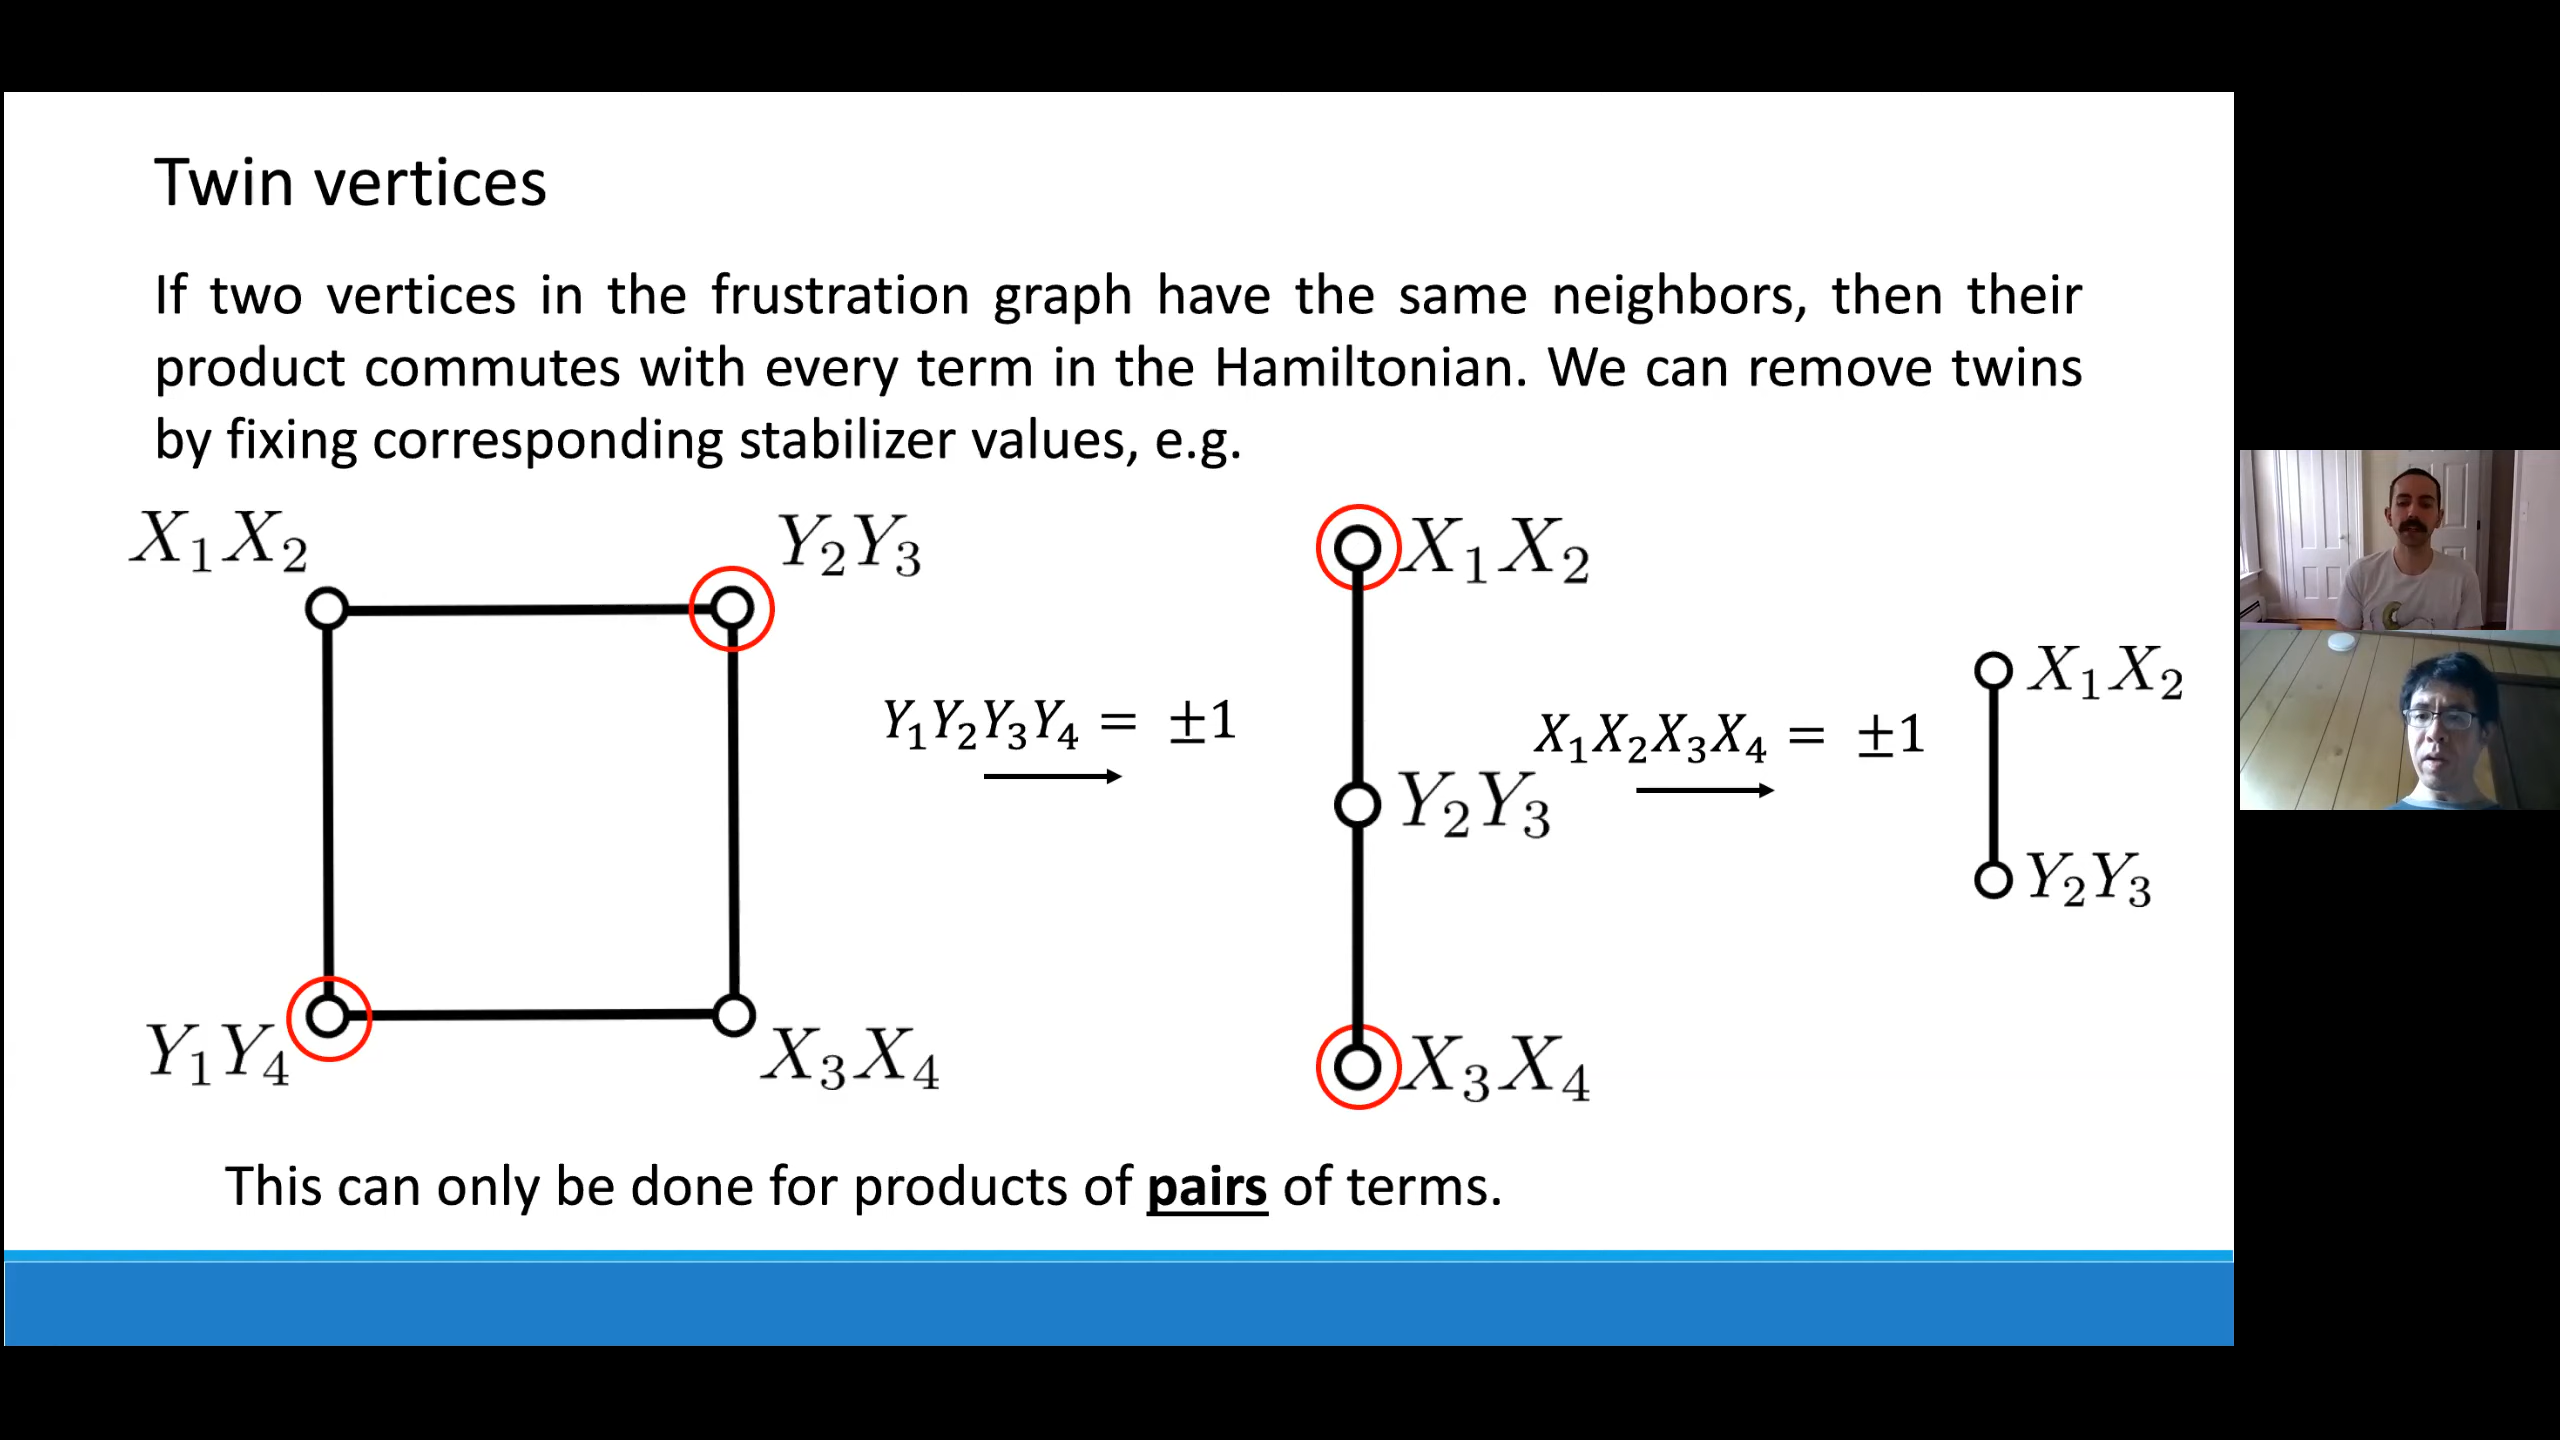 Twin vertices
If two vertices in the frustration graph have the same neighbors, then their
product commutes with every term in the Hamiltonian. We can remove twins
by fixing corresponding stabilizer values, e.g.
X₁X₂
Y₂Y₃
Y₁Y₄
X₃X₄
Y₁Y₂Y₃Y₄ = ±1
X₁X₂
Y₂Y₃
X₃X₄
X₁X₂X₃X₄ = ±1
X₁X₂
Y₂Y₃
This can only be done for products of pairs of terms.